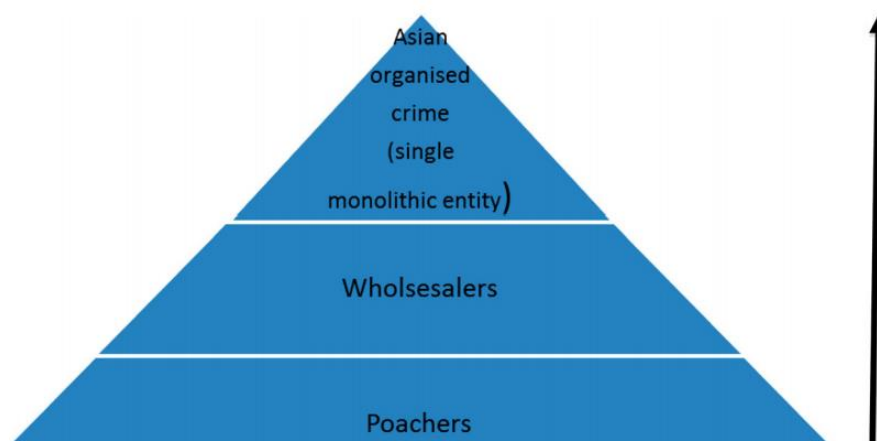 Asian
organised
crime
(single
monolithic entity)
Wholsesalers
Poachers